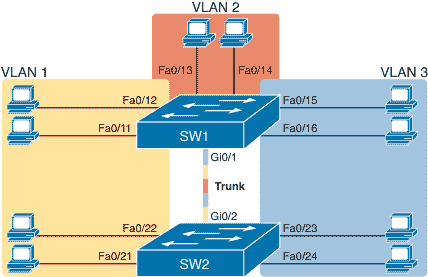 VLAN 2
VLAN 1
VLAN 3
Fa0/13
Fa0/14
Fa0/12
Fa0/15
Fa0/11
Fa0/16
SW1
Gi0/1
Trunk
Gi0/2
Fa0/22
Fa0/23
Fa0/21
Fa0/24
SW2